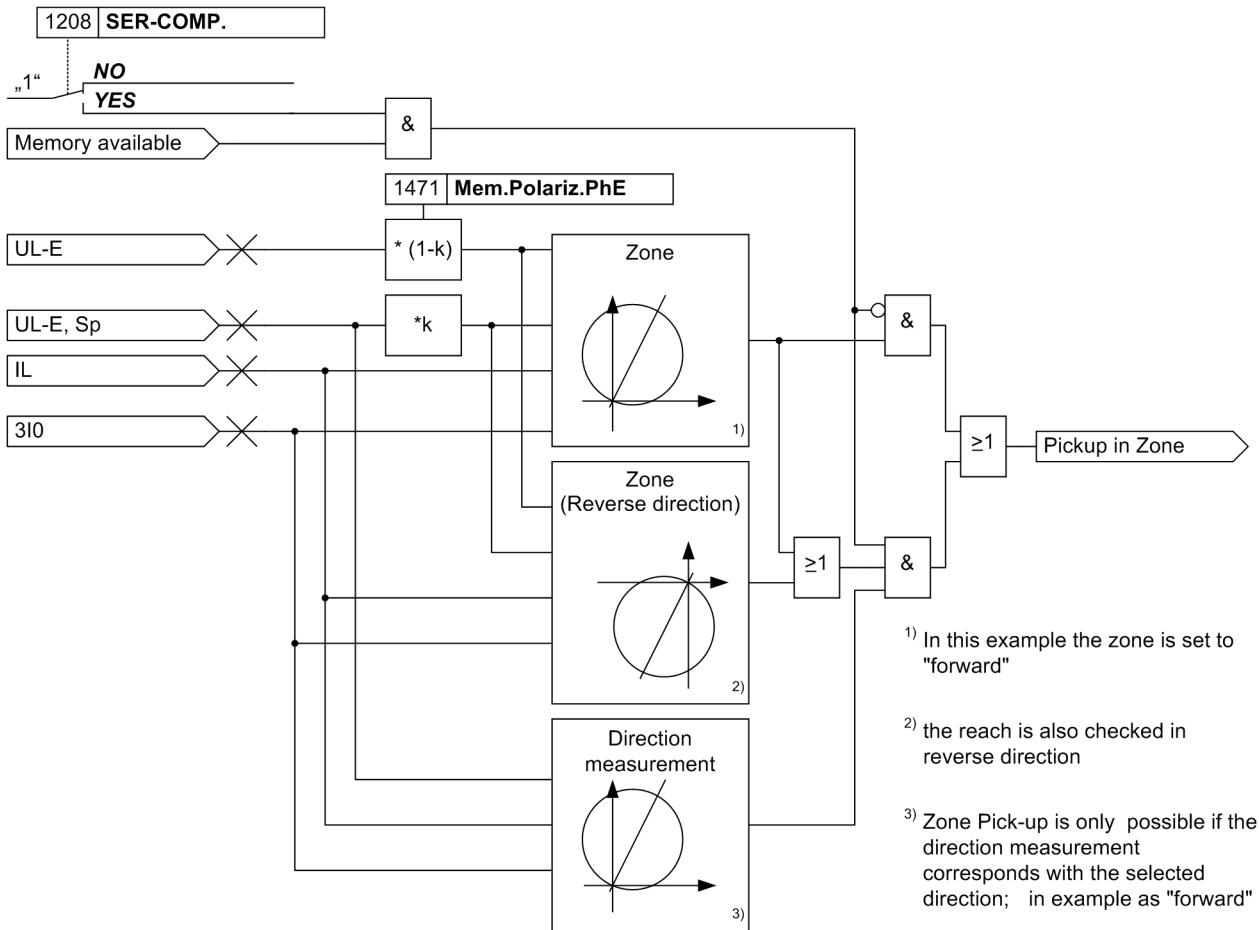 1208 SER-COMP.
„1“
NO
YES
&
Memory available
1471 Mem.Polariz.PhE
UL-E
* (1-k)
Zone
UL-E, Sp
*k
&
IL
3I0
1)
≥1
Pickup in Zone
Zone
(Reverse direction)
≥1
&
2)
1) In this example the zone is set to
"forward"
2) the reach is also checked in
reverse direction
Direction
measurement
3)
3) Zone Pick-up is only possible if the
direction measurement
corresponds with the selected
direction; in example as "forward"